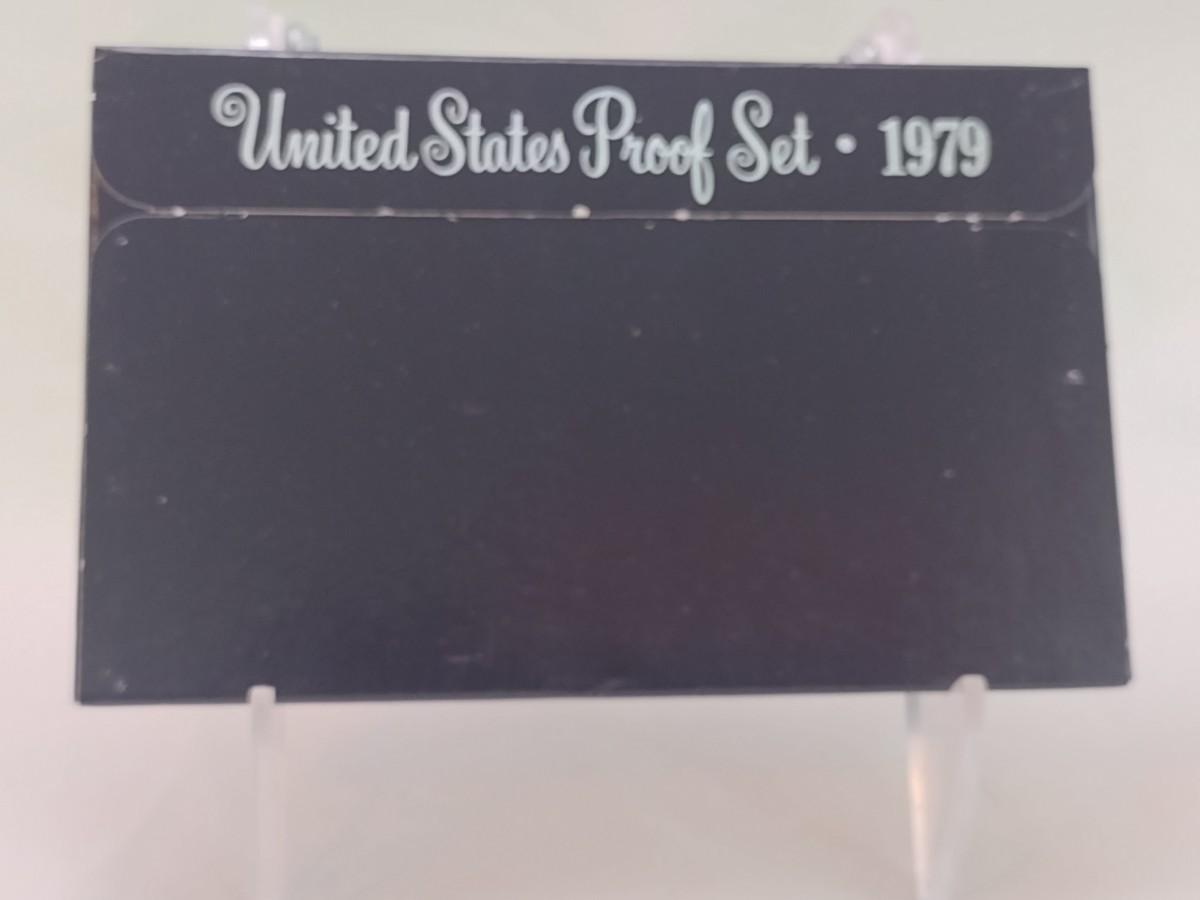 United States Proof Set • 1979